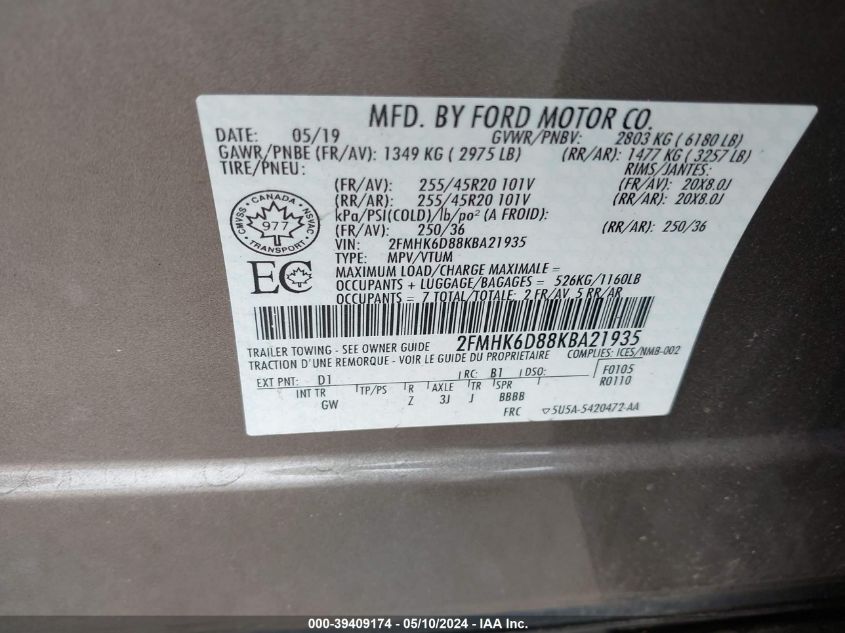 MFD. BY FORD MOTOR CO.
DATE: 05/19 GVWR/PNBV: 2803 KG ( 6180 LB)
GAWR/PNBE (FR/AV): 1349 KG ( 2975 LB) (RR/AR): 1477 KG ( 3257 LB)
TIRE/PNEU: RIMS/JANTES:
(FR/AV): 255/45R20 101V (FR/AV): 20X8.0J
(RR/AR): 255/45R20 101V (RR/AR): 20X8.0J
kPa/PSI(COLD)/lb/po² (A FROID):
(FR/AV): 250/36 (RR/AR): 250/36
VIN: 2FMHK6D88KBA21935
TYPE: MPV/VTUM
MAXIMUM LOAD/CHARGE MAXIMALE =
OCCUPANTS + LUGGAGE/BAGAGES = 526KG/1160LB
OCCUPANTS = 7 TOTAL/TOTALE: 2 FR/AV, 5 RR/AR
CANADA
CMVSS 977 NSVAC
TRANSPORT
EC
2FMHK6D88KBA21935
TRAILER TOWING - SEE OWNER GUIDE COMPLIES: ICES/NMB-002
TRACTION D'UNE REMORQUE - VOIR LE GUIDE DU PROPRIETAIRE
EXT PNT: D1 RC: B1 DSO: F0105
R0110
INT TR TP/PS R AXLE TR SPR
GW Z 3J J BBBB
FRC ▽5U5A-5420472-AA
000-39409174 - 05/10/2024 - IAA Inc.